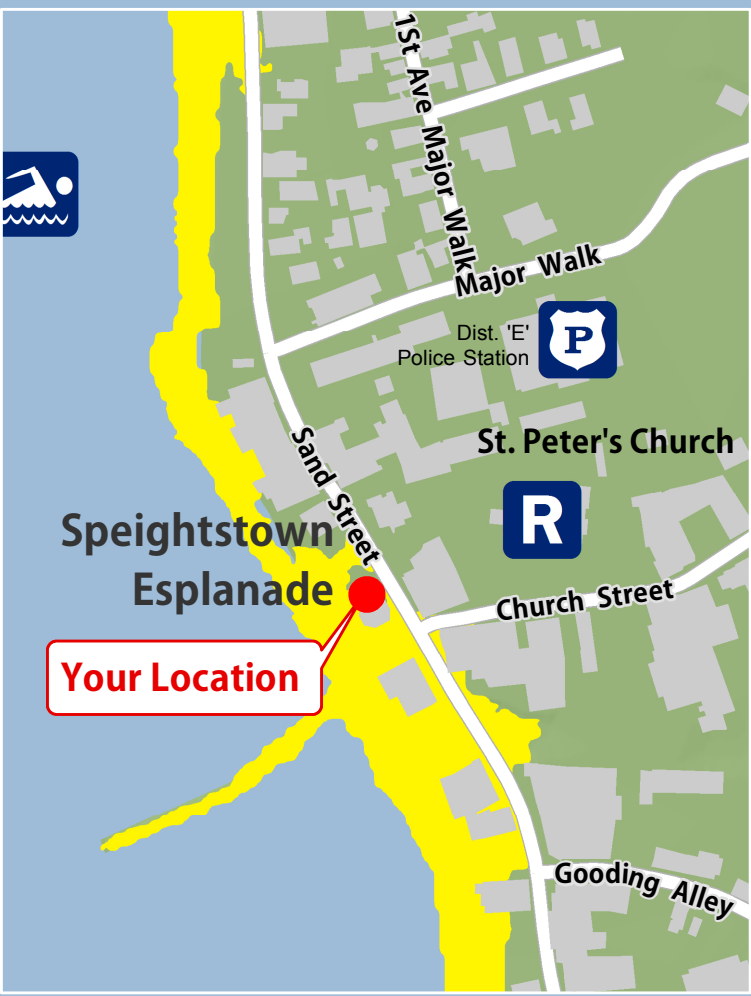 1St Ave Major Walk
Major Walk
Dist. 'E'
Police Station
P
Sand Street
St. Peter's Church
R
Speightstown
Esplanade
Church Street
Your Location
Gooding Alley